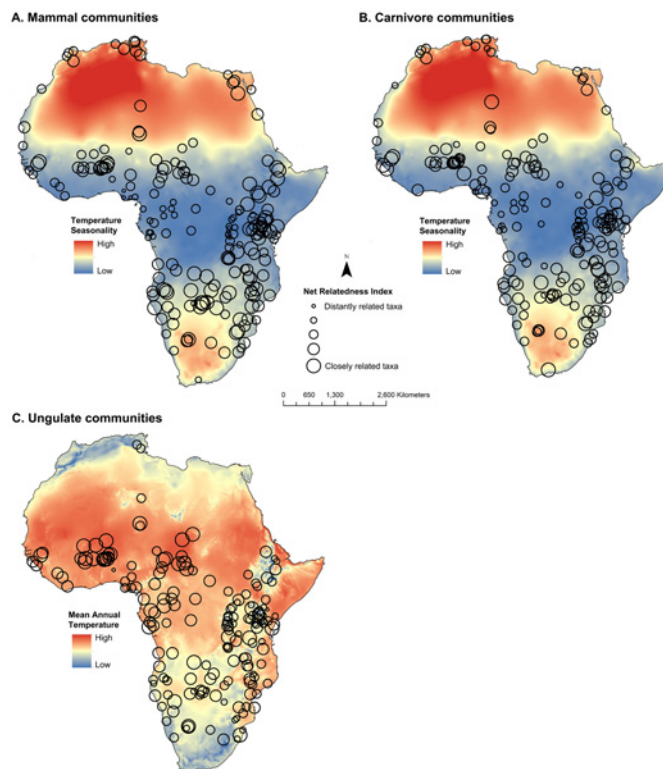 A. Mammal communities
B. Carnivore communities
Temperature
Seasonality
High
Low
Temperature
Seasonality
High
Low
N
Net Relatedness Index
Distantly related taxa
Closely related taxa
0 650 1,300 2,600 Kilometers
C. Ungulate communities
Mean Annual
Temperature
High
Low